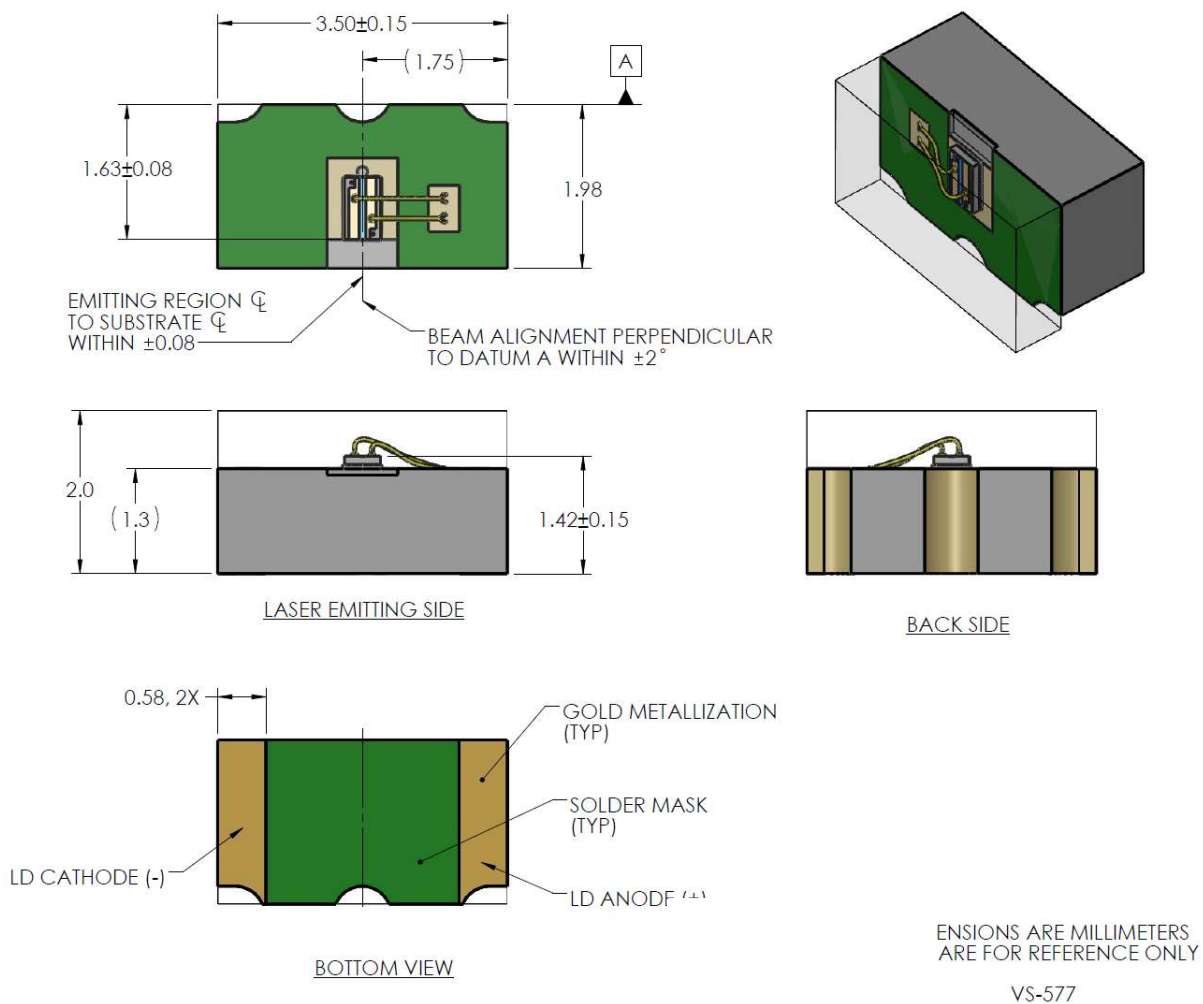 3.50±0.15
(1.75)
A
1.63±0.08
1.98
EMITTING REGION ℄
TO SUBSTRATE ℄
WITHIN ±0.08
BEAM ALIGNMENT PERPENDICULAR
TO DATUM A WITHIN ±2°
2.0
(1.3)
1.42±0.15
LASER EMITTING SIDE
BACK SIDE
0.58, 2X
GOLD METALLIZATION
(TYP)
SOLDER MASK
(TYP)
LD CATHODE (-)
LD ANODE
BOTTOM VIEW
ENSIONS ARE MILLIMETERS
ARE FOR REFERENCE ONLY
VS-577